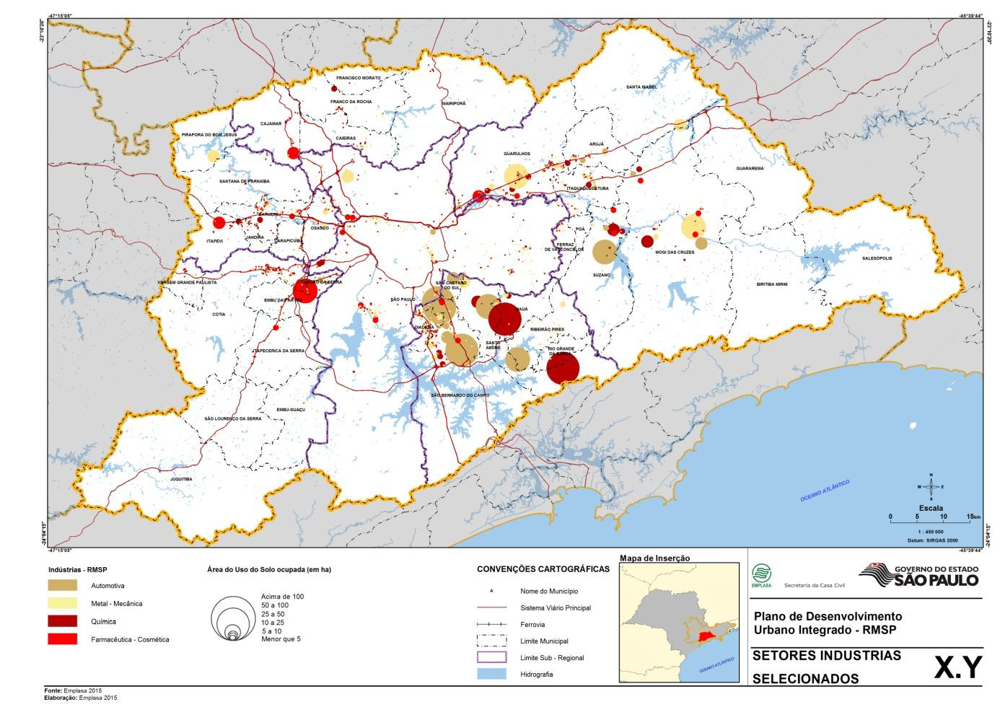 -47°15'05"
-45°39'44"
-23°10'20"
-23°10'20"
FRANCISCO MORATO
SANTA ISABEL
FRANCO DA ROCHA
MAIRIPORÃ
CAJAMAR
PIRAPORA DO BOM JESUS
CAIEIRAS
ARUJÁ
GUARULHOS
GUARAREMA
SANTANA DE PARNAÍBA
ITAQUAQUECETUBA
BARUERI
OSASCO
POÁ
ITAPEVI
JANDIRA
CARAPICUÍBA
FERRAZ
DE VASCONCELOS
MOGI DAS CRUZES
SALESÓPOLIS
SUZANO
VARGEM GRANDE PAULISTA
TABOÃO DA SERRA
SÃO CAETANO
DO SUL
BIRITIBA MIRIM
EMBU DAS ARTES
SÃO PAULO
MAUÁ
COTIA
DIADEMA
RIBEIRÃO PIRES
SANTO
ANDRÉ
ITAPECERICA DA SERRA
RIO GRANDE
DA SERRA
SÃO BERNARDO DO CAMPO
EMBU-GUAÇU
SÃO LOURENÇO DA SERRA
JUQUITIBA
OCEANO ATLÂNTICO
N
W E
S
Escala
0 5 10 15km
1 : 450 000
Datum: SIRGAS 2000
-24°04'15"
-24°04'15"
-47°15'05"
-45°39'44"
Indústrias - RMSP
Automotiva
Metal - Mecânica
Química
Farmacêutica - Cosmética
Área do Uso do Solo ocupada (em ha)
Acima de 100
50 a 100
25 a 50
10 a 25
5 a 10
Menor que 5
CONVENÇÕES CARTOGRÁFICAS
A Nome do Município
Sistema Viário Principal
Ferrovia
Limite Municipal
Limite Sub - Regional
Hidrografia
Mapa de Inserção
OCEANO ATLÂNTICO
EMPLASA
Secretaria da Casa Civil
GOVERNO DO ESTADO
SÃO PAULO
Plano de Desenvolvimento
Urbano Integrado - RMSP
SETORES INDUSTRIAS
SELECIONADOS
X.Y
Fonte: Emplasa 2015
Elaboração: Emplasa 2015